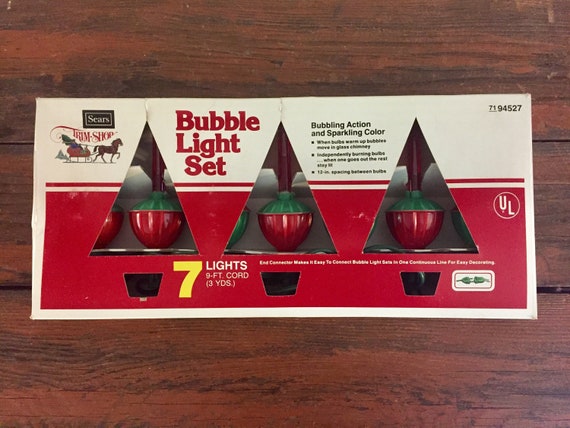 Sears
TRIM-SHOP
Bubble
Light
Set
Bubbling Action
and Sparkling Color
■ When bulbs warm up bubbles
move in glass chimney
■ Independently burning bulbs
... when one goes out the rest
stay lit
■ 12-in. spacing between bulbs
71 94527
UL
7 LIGHTS
9-FT. CORD
(3 YDS.)
End Connector Makes It Easy To Connect Bubble Light Sets In One Continuous Line For Easy Decorating.